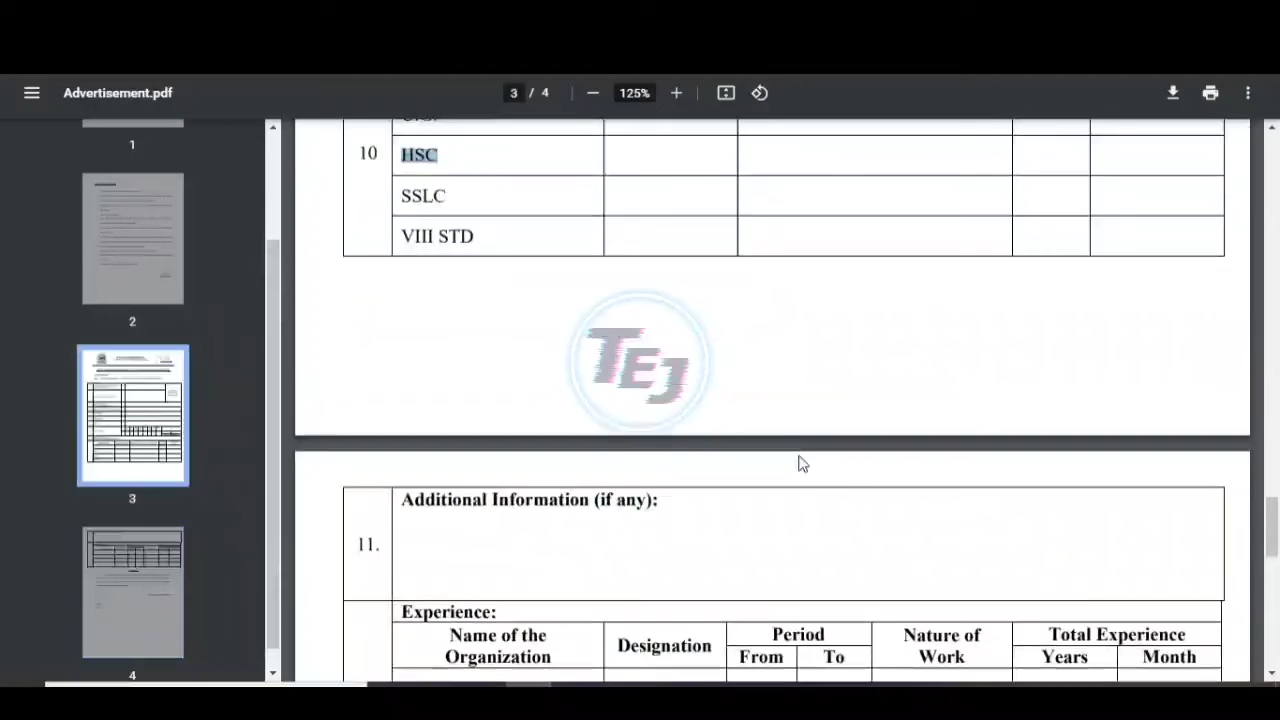 Advertisement.pdf
3 / 4
125%
1
10
HSC
SSLC
VIII STD
2
TEJ
3
Additional Information (if any):
11.
Experience:
Name of the Organization
Designation
Period
From
To
Nature of Work
Total Experience
Years
Month
4